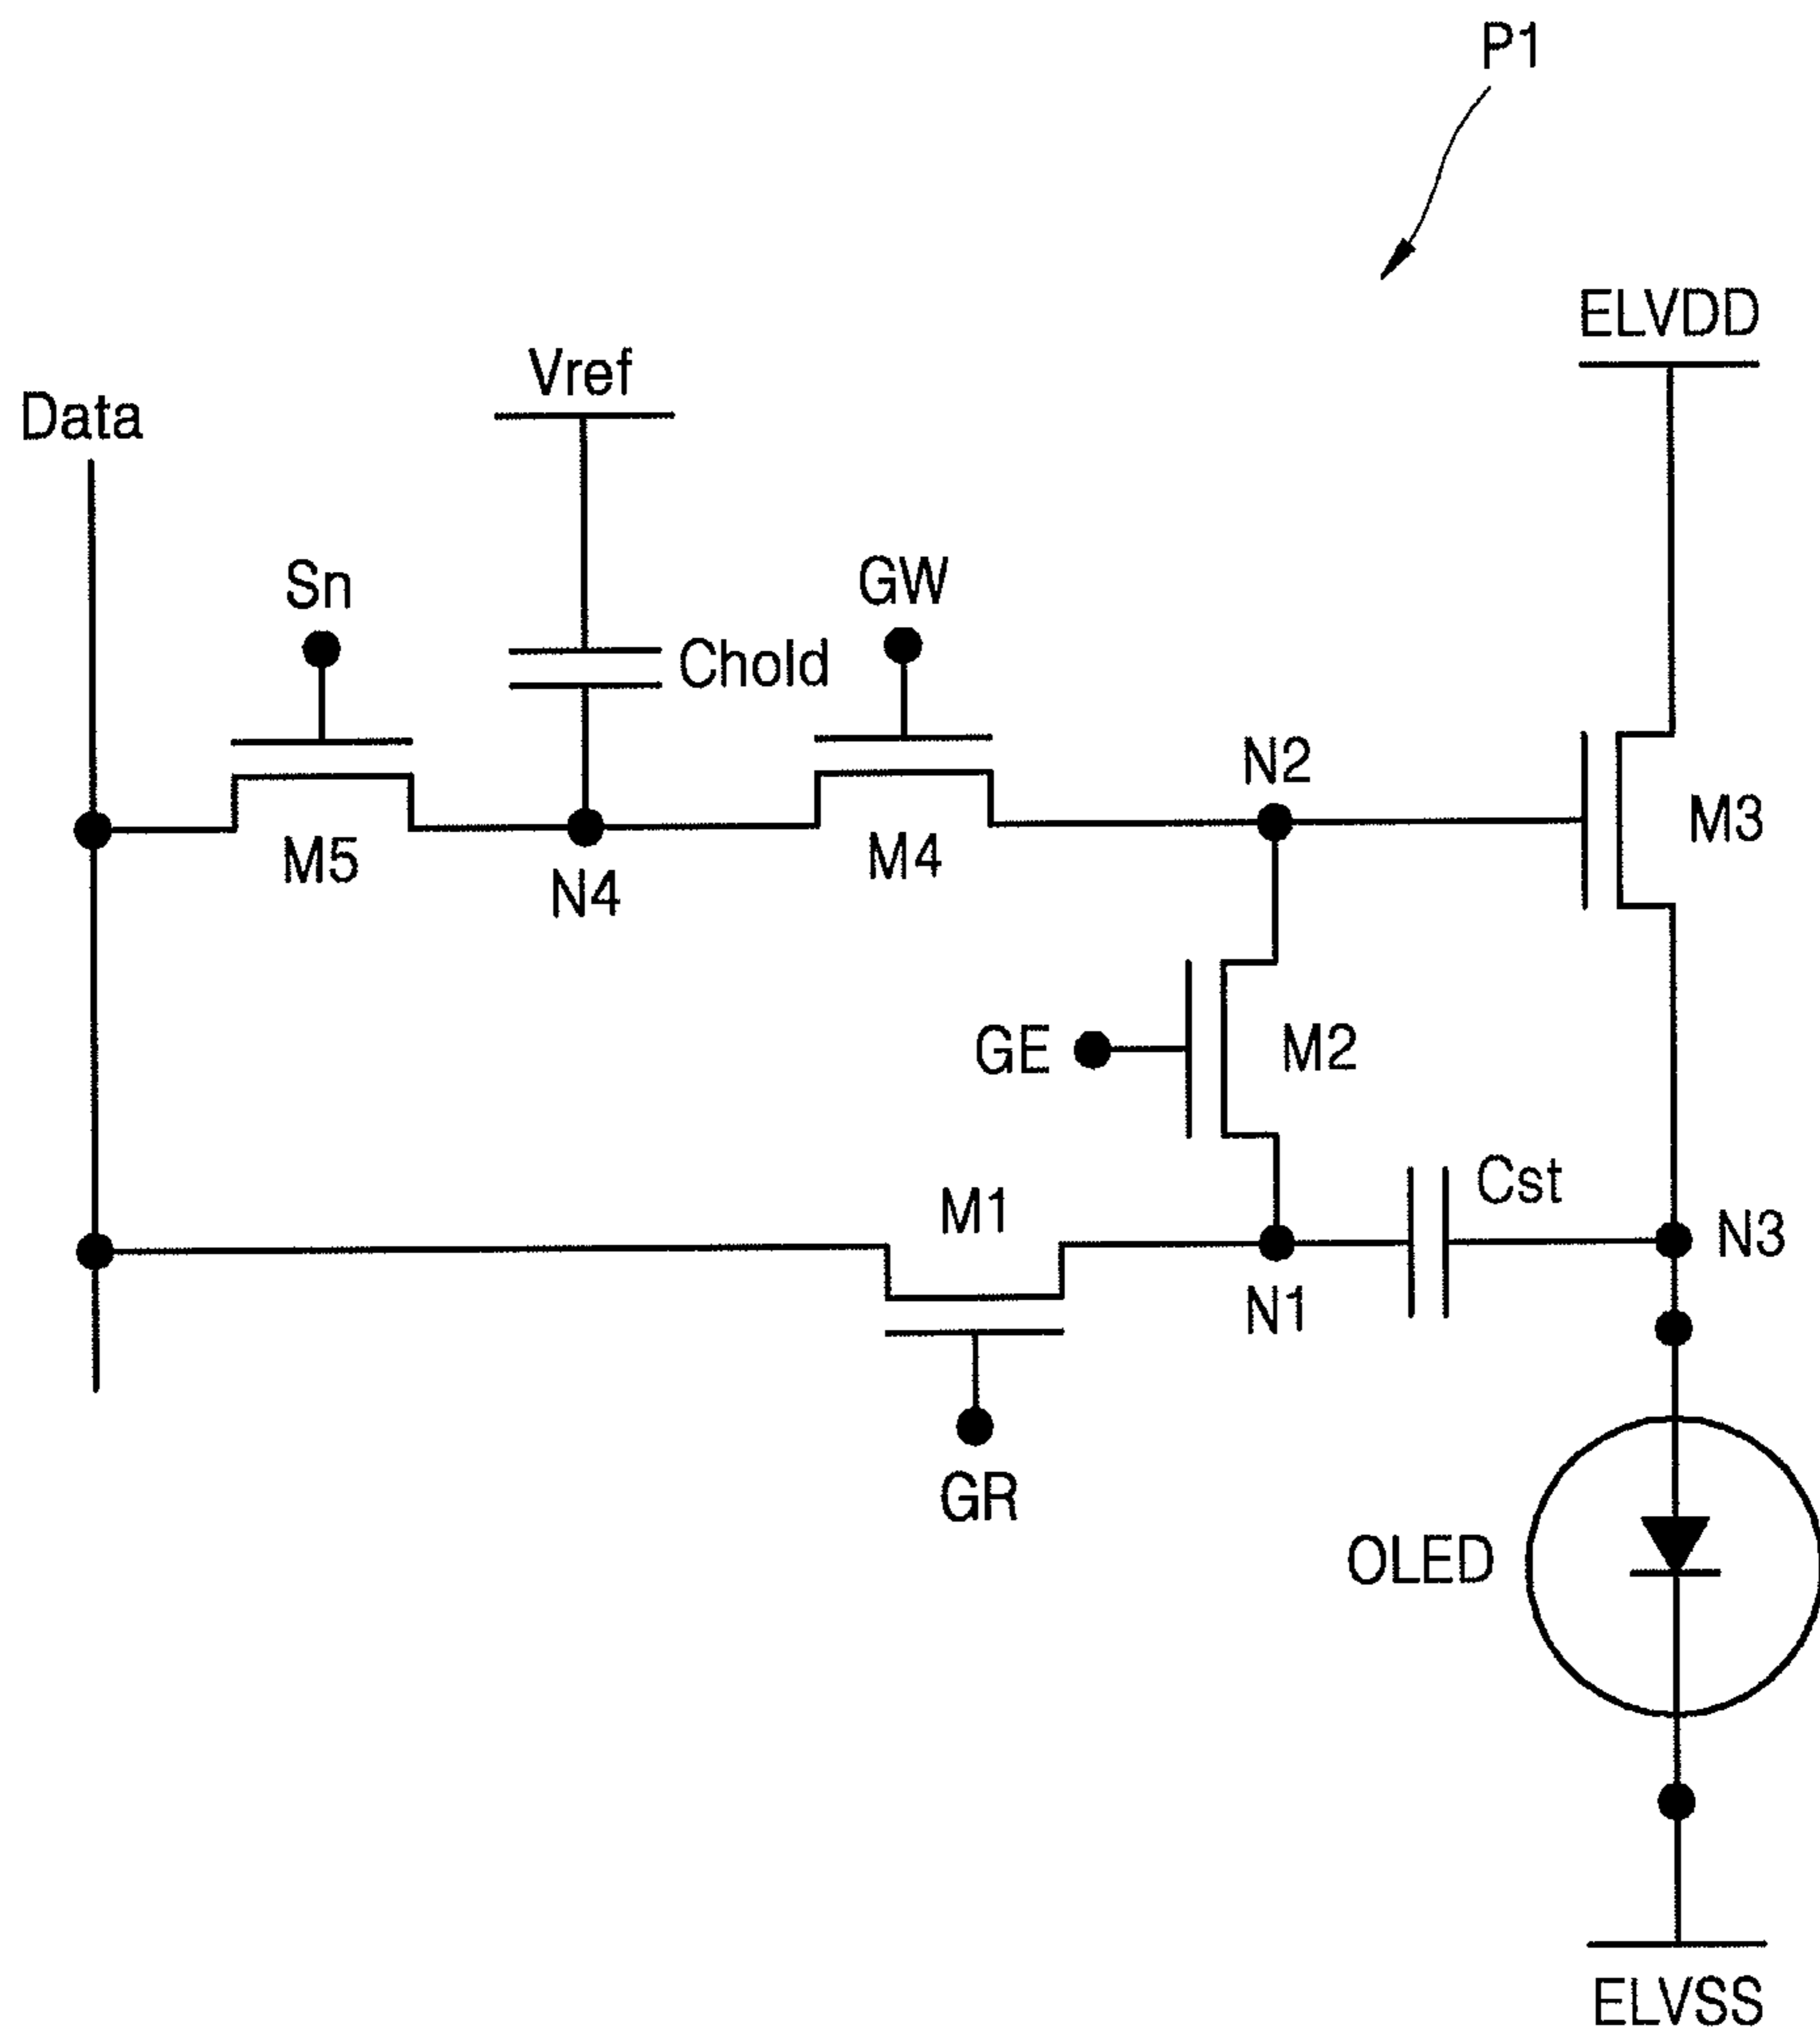 P1
ELVDD
Vref
Data
Sn
GW
Chold
N2
M3
M5
M4
N4
GE
M2
Cst
M1
N3
N1
GR
OLED
ELVSS